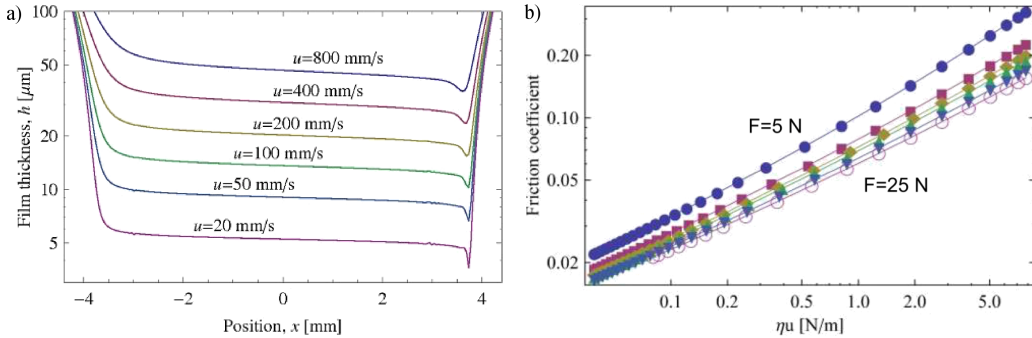 a)
100
50
20
10
5
Film thickness, h [μm]
u=800 mm/s
u=400 mm/s
u=200 mm/s
u=100 mm/s
u=50 mm/s
u=20 mm/s
−4
−2
0
2
4
Position, x [mm]
b)
0.20
0.10
0.05
0.02
Friction coefficient
F=5 N
F=25 N
0.1
0.2
0.5
1.0
2.0
5.0
ηu [N/m]